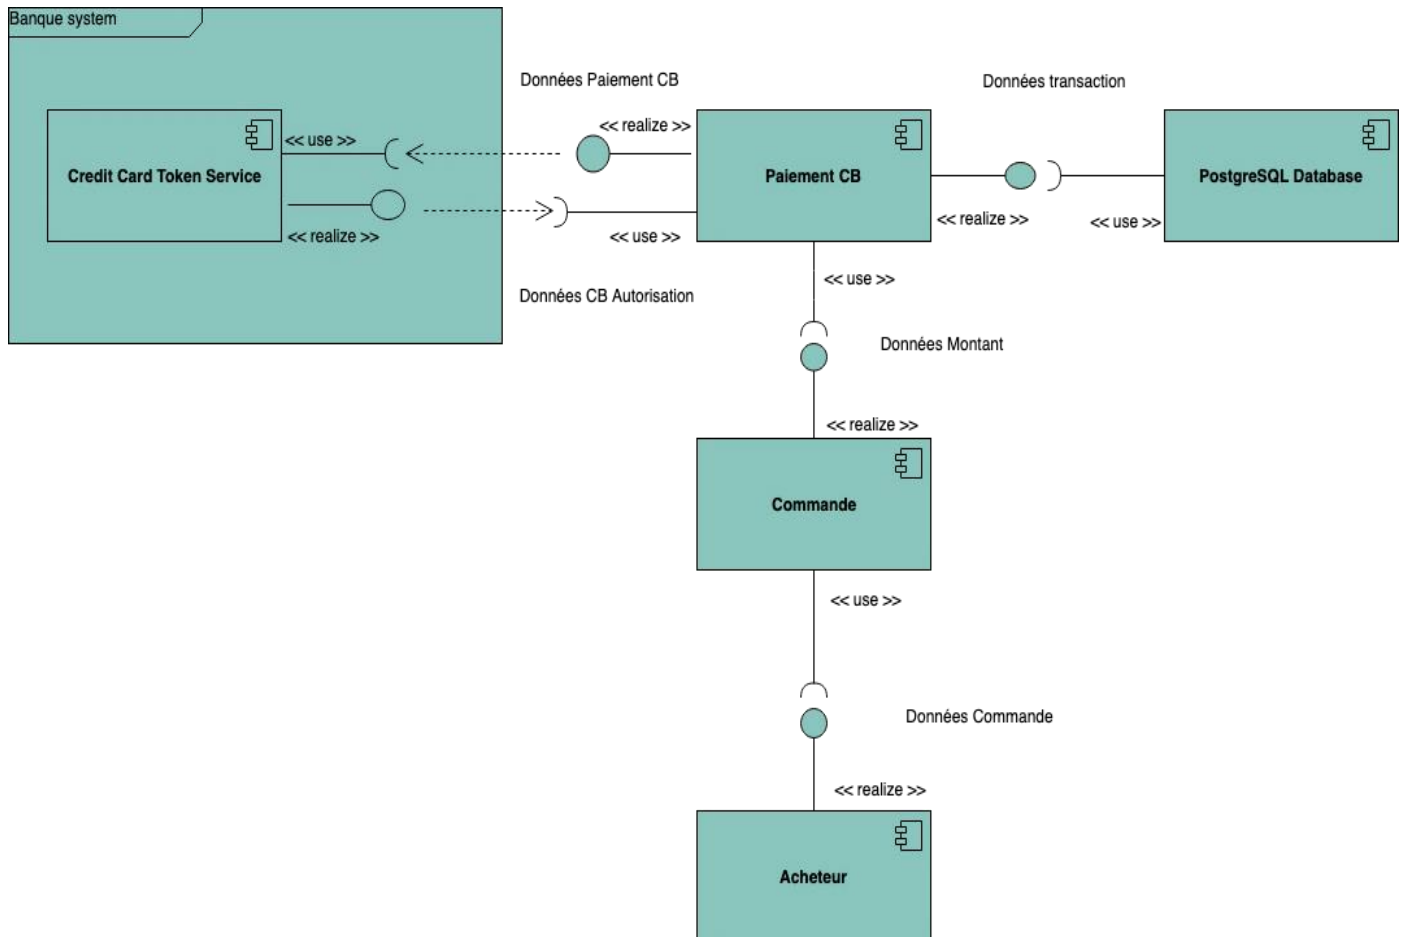 Banque system
Données Paiement CB
Données transaction
<< realize >>
<< use >>
Credit Card Token Service
Paiement CB
PostgreSQL Database
<< realize >>
<< use >>
<< realize >>
<< use >>
<< use >>
Données CB Autorisation
Données Montant
<< realize >>
Commande
<< use >>
Données Commande
<< realize >>
Acheteur